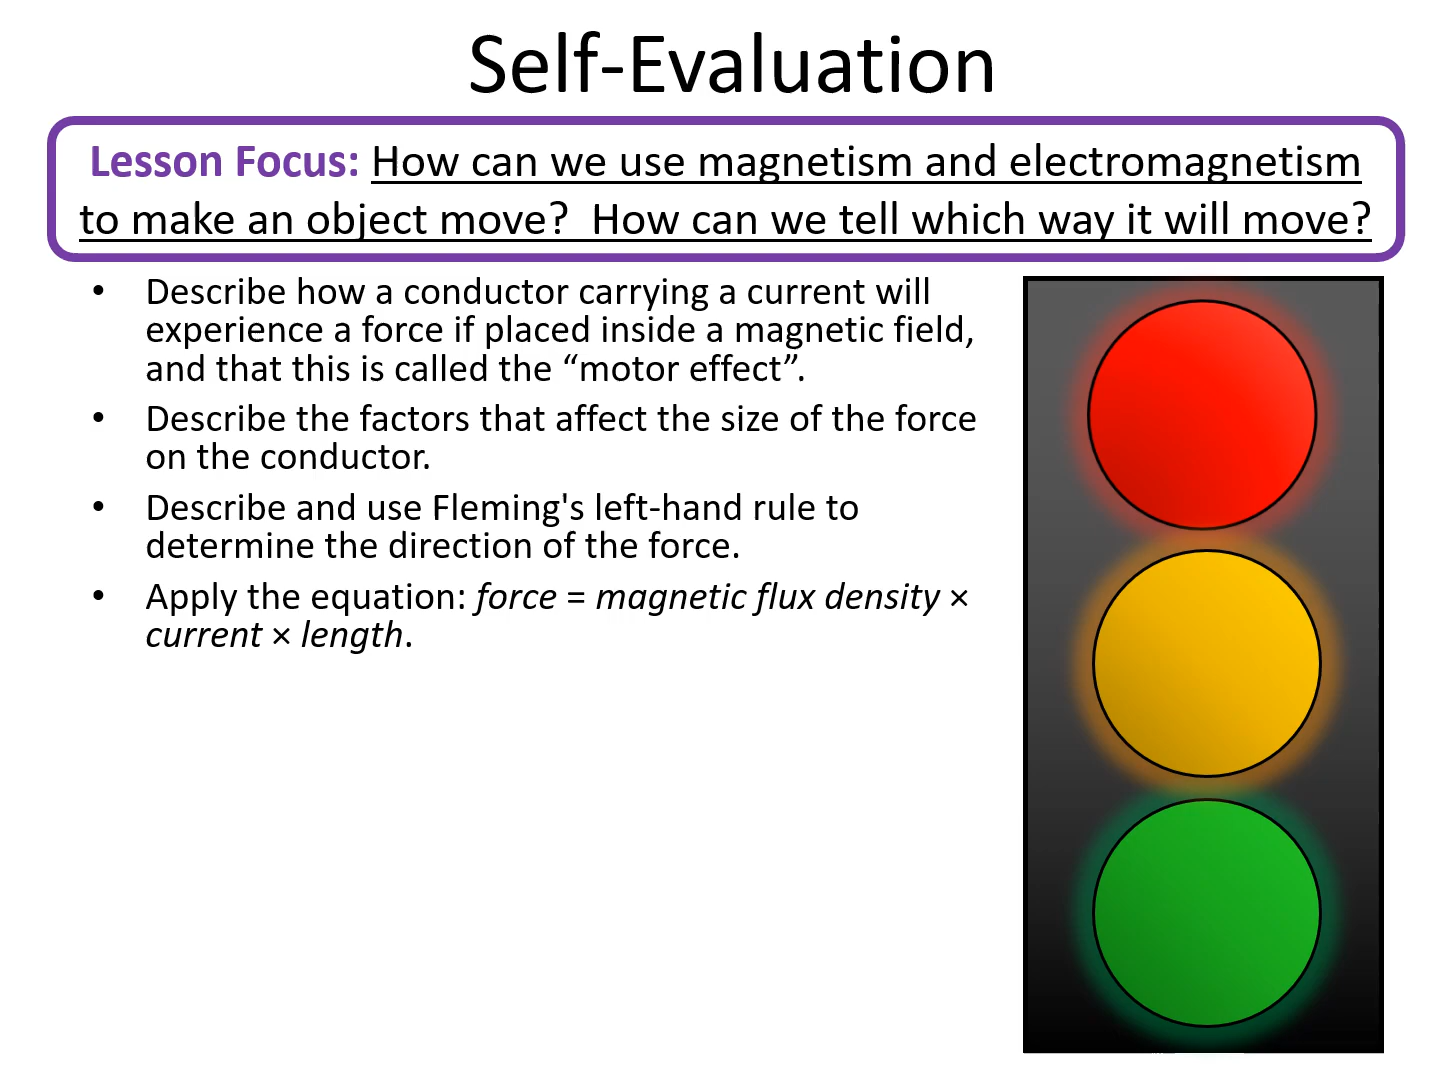 Self-Evaluation
Lesson Focus: How can we use magnetism and electromagnetism
to make an object move?  How can we tell which way it will move?
• Describe how a conductor carrying a current will
experience a force if placed inside a magnetic field,
and that this is called the “motor effect”.
• Describe the factors that affect the size of the force
on the conductor.
• Describe and use Fleming's left-hand rule to
determine the direction of the force.
• Apply the equation: force = magnetic flux density ×
current × length.